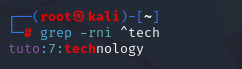 ┌──(root㉿kali)-[~]
└─# grep -rni ^tech
tuto:7:technology